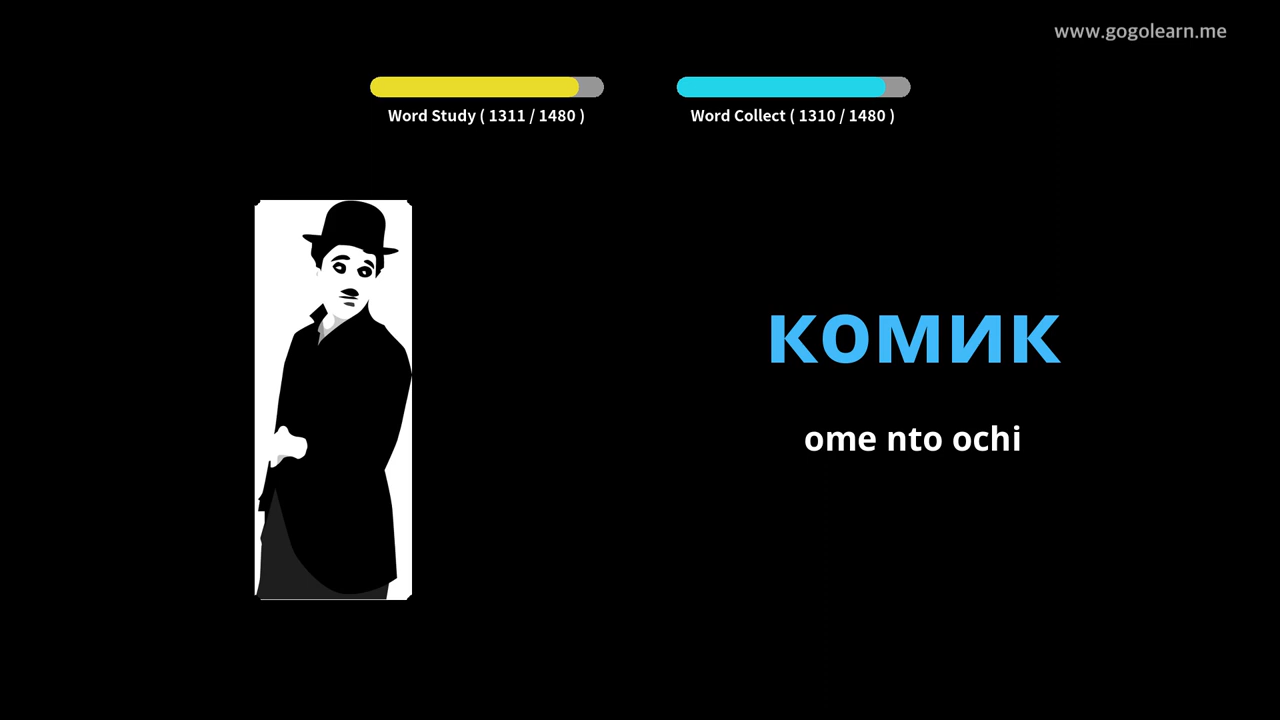 www.gogolearn.me
Word Study ( 1311 / 1480 )
Word Collect ( 1310 / 1480 )
комик
ome nto ochi